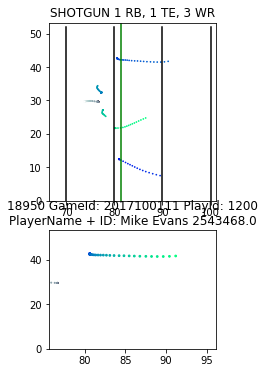 SHOTGUN 1 RB, 1 TE, 3 WR
50
40
30
20
10
0
70 80 90 100
18950 GameId: 2017100111 PlayId: 1200
PlayerName + ID: Mike Evans 2543468.0
40
20
0
80 85 90 95